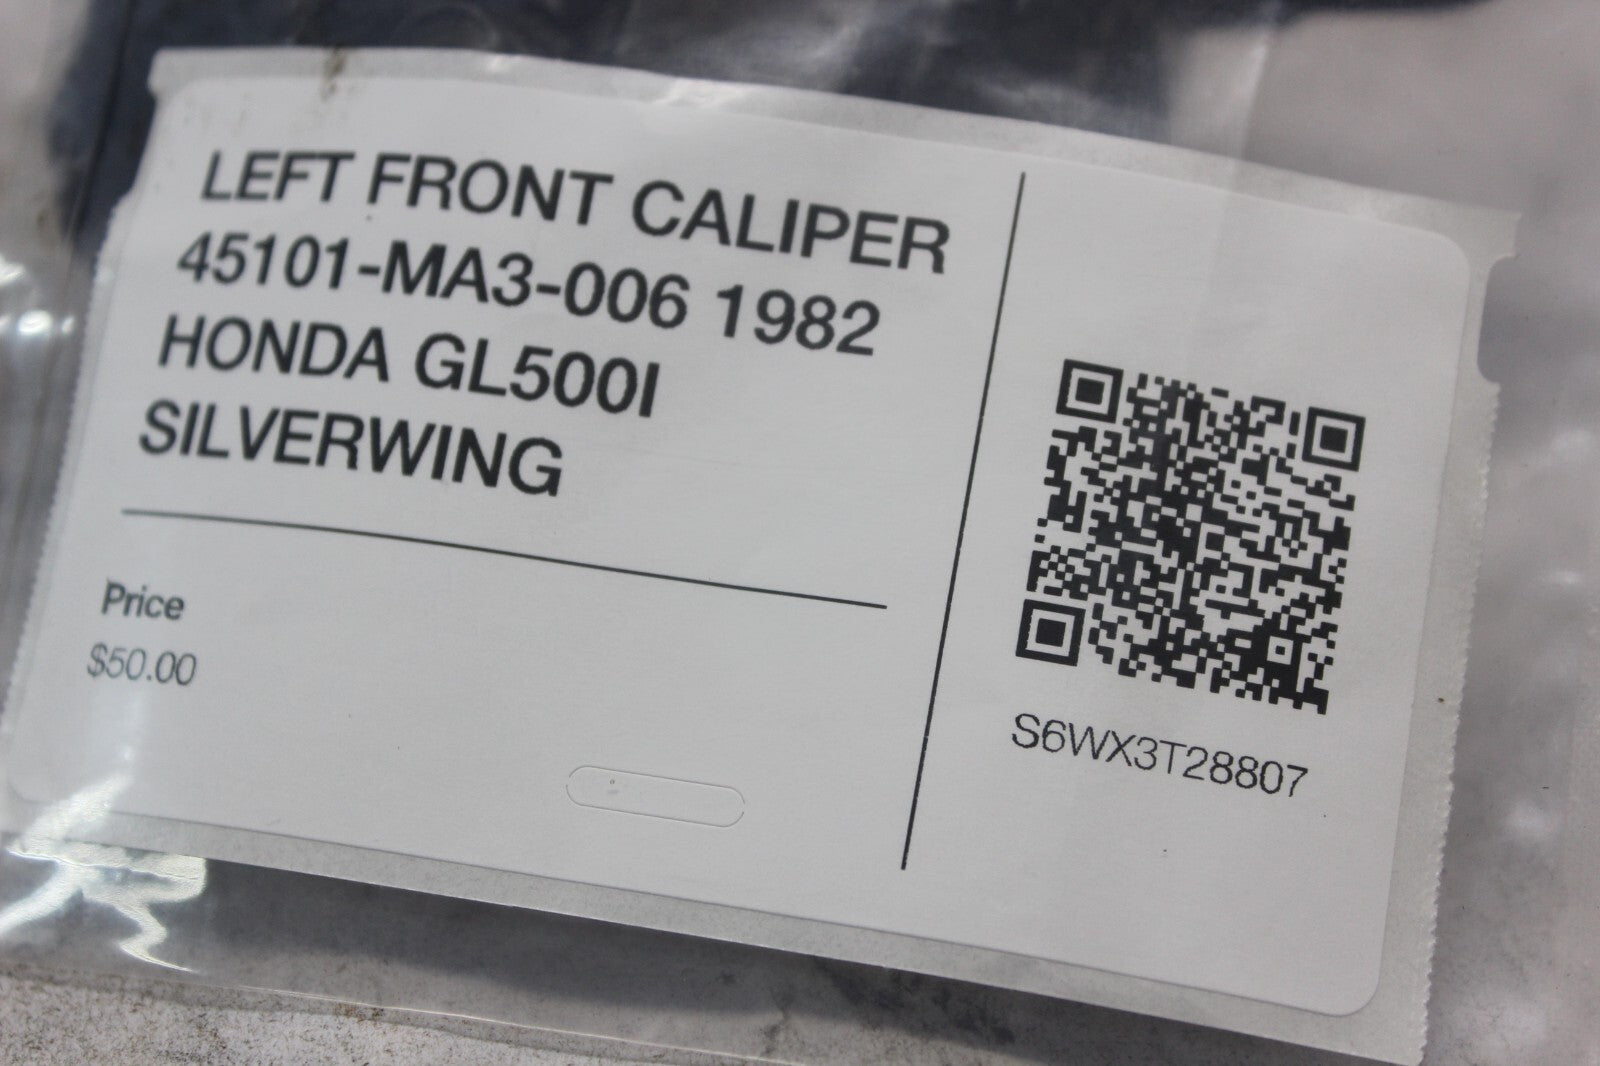 LEFT FRONT CALIPER
45101-MA3-006 1982
HONDA GL500I
SILVERWING
Price
$50.00
S6WX3T28807